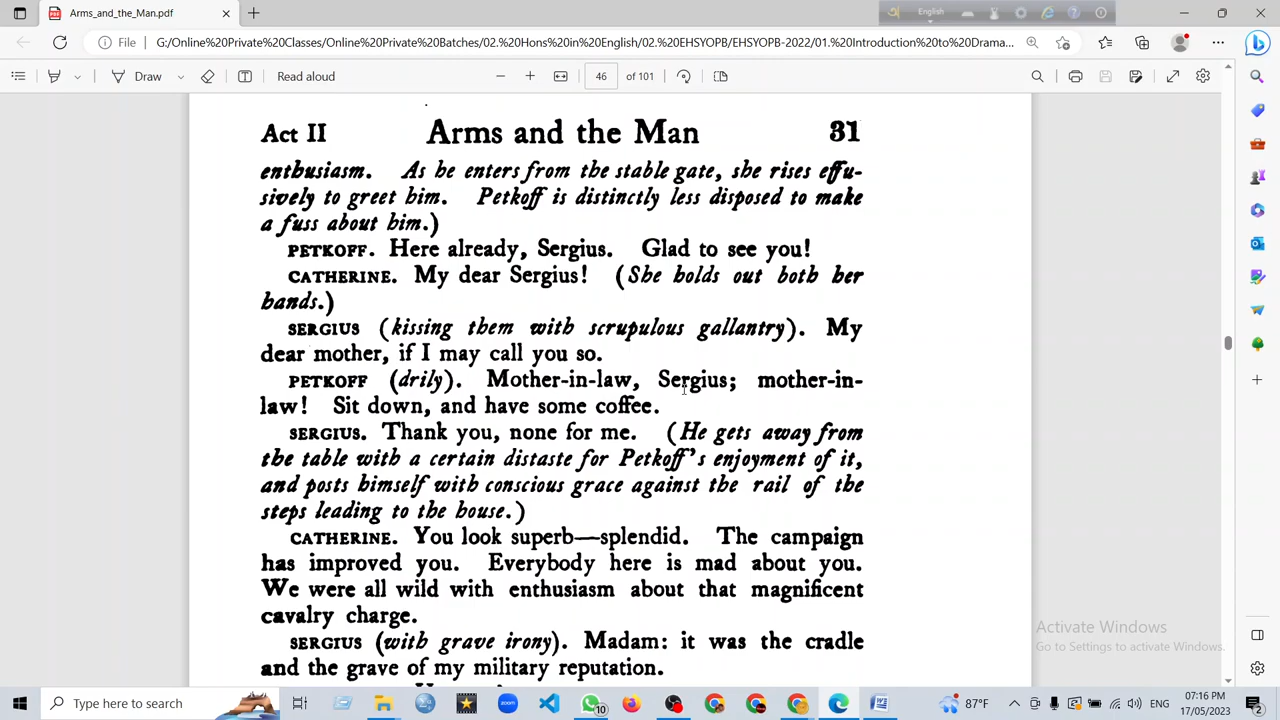 Arms_and_the_Man.pdf
English
File
G:/Online%20Private%20Classes/Online%20Private%20Batches/02.%20Hons%20in%20English/02.%20EHSYOPB/EHSYOPB-2022/01.%20Introduction%20to%20Drama...
Draw
Read aloud
46 of 101
Act II Arms and the Man 31
enthusiasm. As he enters from the stable gate, she rises effu-
sively to greet him. Petkoff is distinctly less disposed to make
a fuss about him.)
PETKOFF. Here already, Sergius. Glad to see you!
CATHERINE. My dear Sergius! (She holds out both her
hands.)
SERGIUS (kissing them with scrupulous gallantry). My
dear mother, if I may call you so.
PETKOFF (drily). Mother-in-law, Sergius; mother-in-
law! Sit down, and have some coffee.
SERGIUS. Thank you, none for me. (He gets away from
the table with a certain distaste for Petkoff's enjoyment of it,
and posts himself with conscious grace against the rail of the
steps leading to the house.)
CATHERINE. You look superb—splendid. The campaign
has improved you. Everybody here is mad about you.
We were all wild with enthusiasm about that magnificent
cavalry charge.
SERGIUS (with grave irony). Madam: it was the cradle
and the grave of my military reputation.
Activate Windows
Go to Settings to activate Windows.
Type here to search
zoom
10
87°F
ENG
07:16 PM
17/05/2023
2